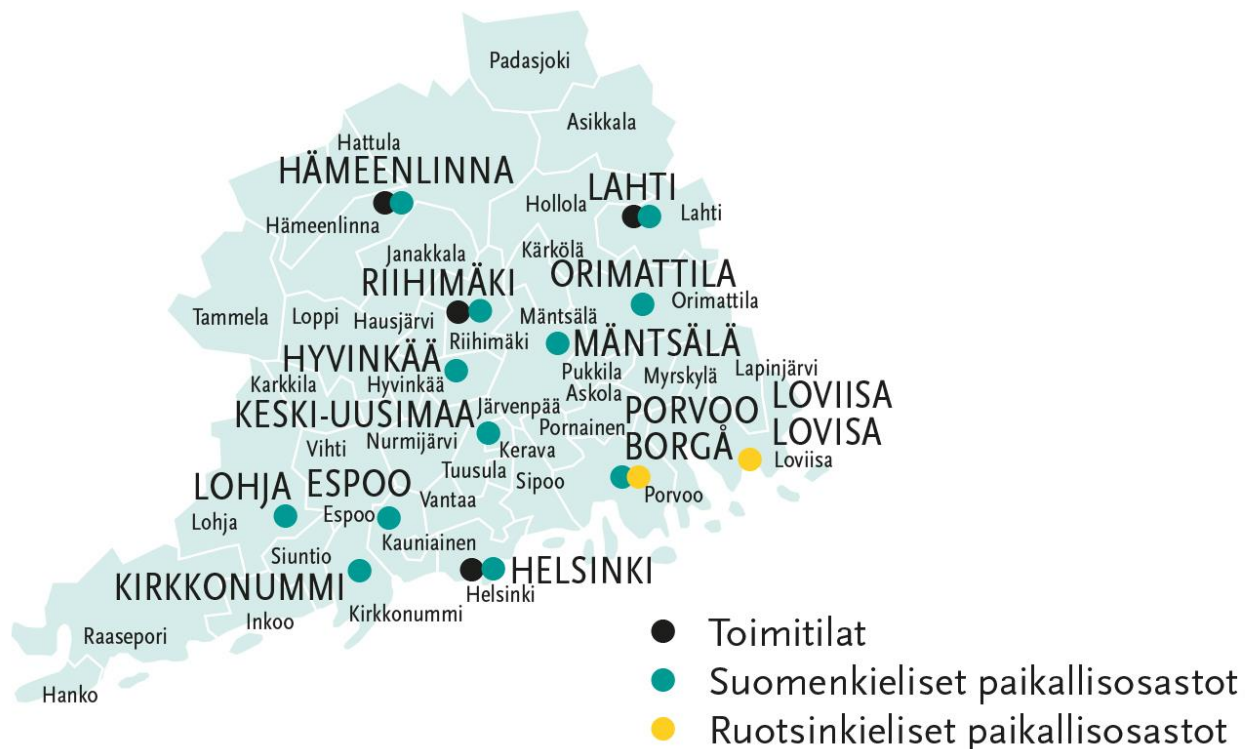 Padasjoki
Asikkala
Hattula
HÄMEENLINNA
LAHTI
Hollola
Lahti
Hämeenlinna
Janakkala
Kärkölä
RIIHIMÄKI
ORIMATTILA
Orimattila
Tammela
Loppi
Hausjärvi
Mäntsälä
Riihimäki
MÄNTSÄLÄ
HYVINKÄÄ
Pukkila
Myrskylä
Lapinjärvi
Karkkila
Hyvinkää
Askola
LOVIISA
KESKI-UUSIMAA
Järvenpää
PORVOO
Pornainen
LOVISA
Nurmijärvi
BORGÅ
Vihti
Kerava
Loviisa
Tuusula
Sipoo
LOHJA
ESPOO
Vantaa
Porvoo
Lohja
Espoo
Kauniainen
Siuntio
HELSINKI
KIRKKONUMMI
Helsinki
Kirkkonummi
Inkoo
Raasepori
Hanko
Toimitilat
Suomenkieliset paikallisosastot
Ruotsinkieliset paikallisosastot